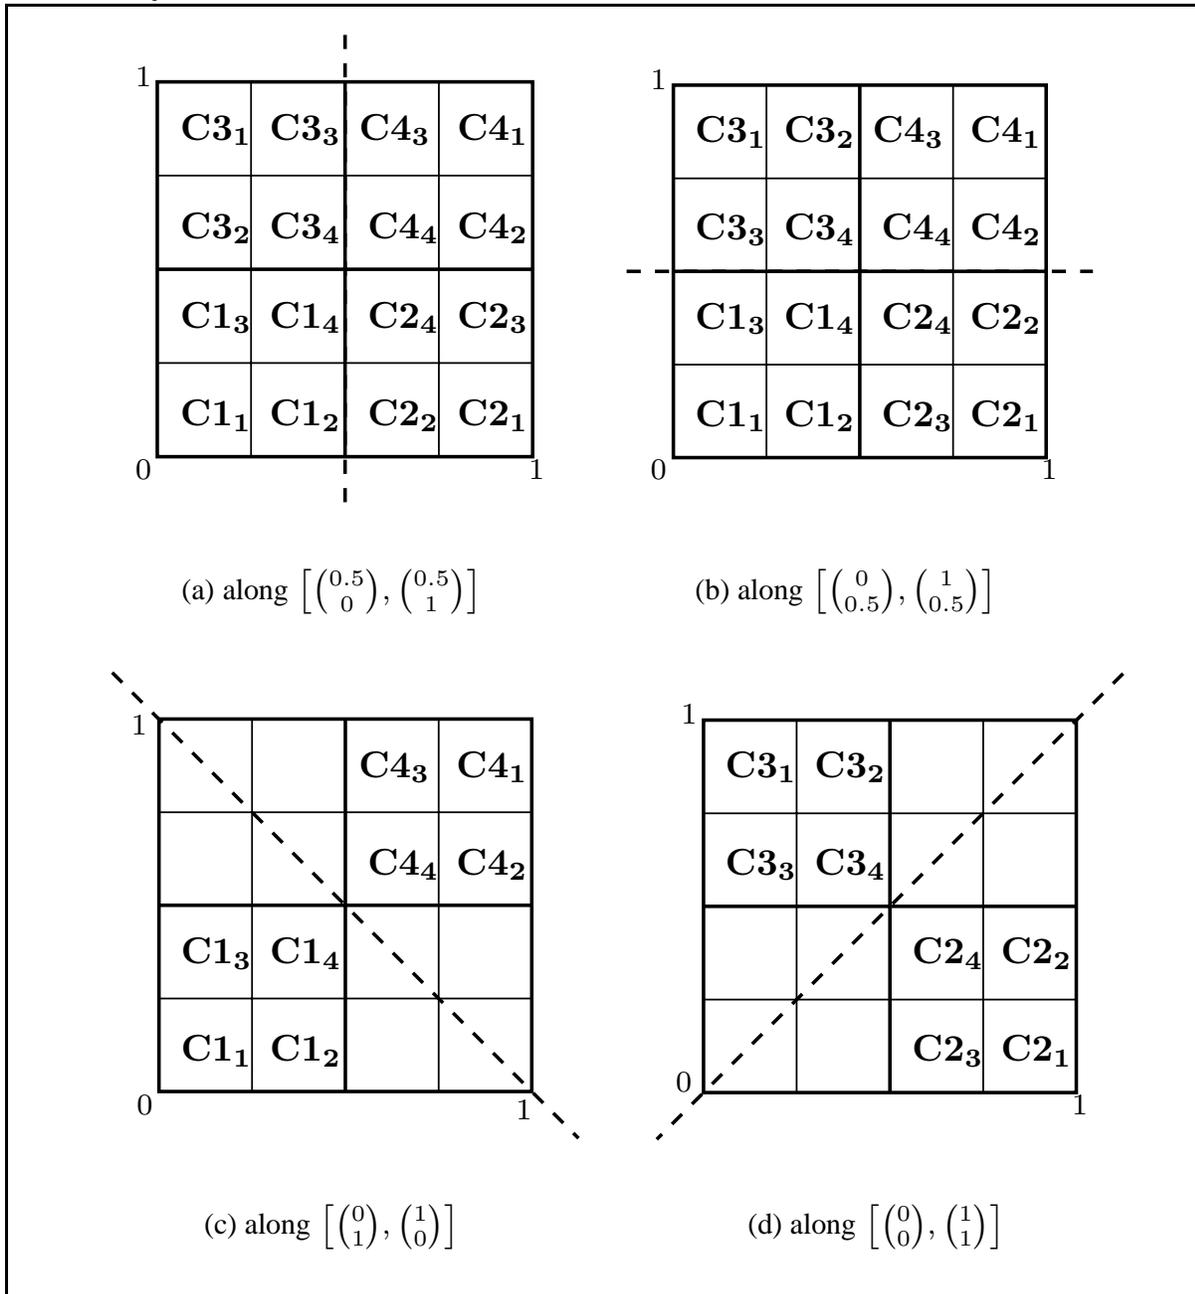 1 1
C3₁ C3₃ C4₃ C4₁ C3₁ C3₂ C4₃ C4₁
C3₂ C3₄ C4₄ C4₂ C3₃ C3₄ C4₄ C4₂
C1₃ C1₄ C2₄ C2₃ C1₃ C1₄ C2₄ C2₂
C1₁ C1₂ C2₂ C2₁ C1₁ C1₂ C2₃ C2₁
0 1 0 1
(a) along [(0.5 0), (0.5 1)] (b) along [(0 0.5), (1 0.5)]
1 1
C4₃ C4₁ C3₁ C3₂
C4₄ C4₂ C3₃ C3₄
C1₃ C1₄ C2₄ C2₂
C1₁ C1₂ C2₃ C2₁
0 1 0 1
(c) along [(0 1), (1 0)] (d) along [(0 0), (1 1)]